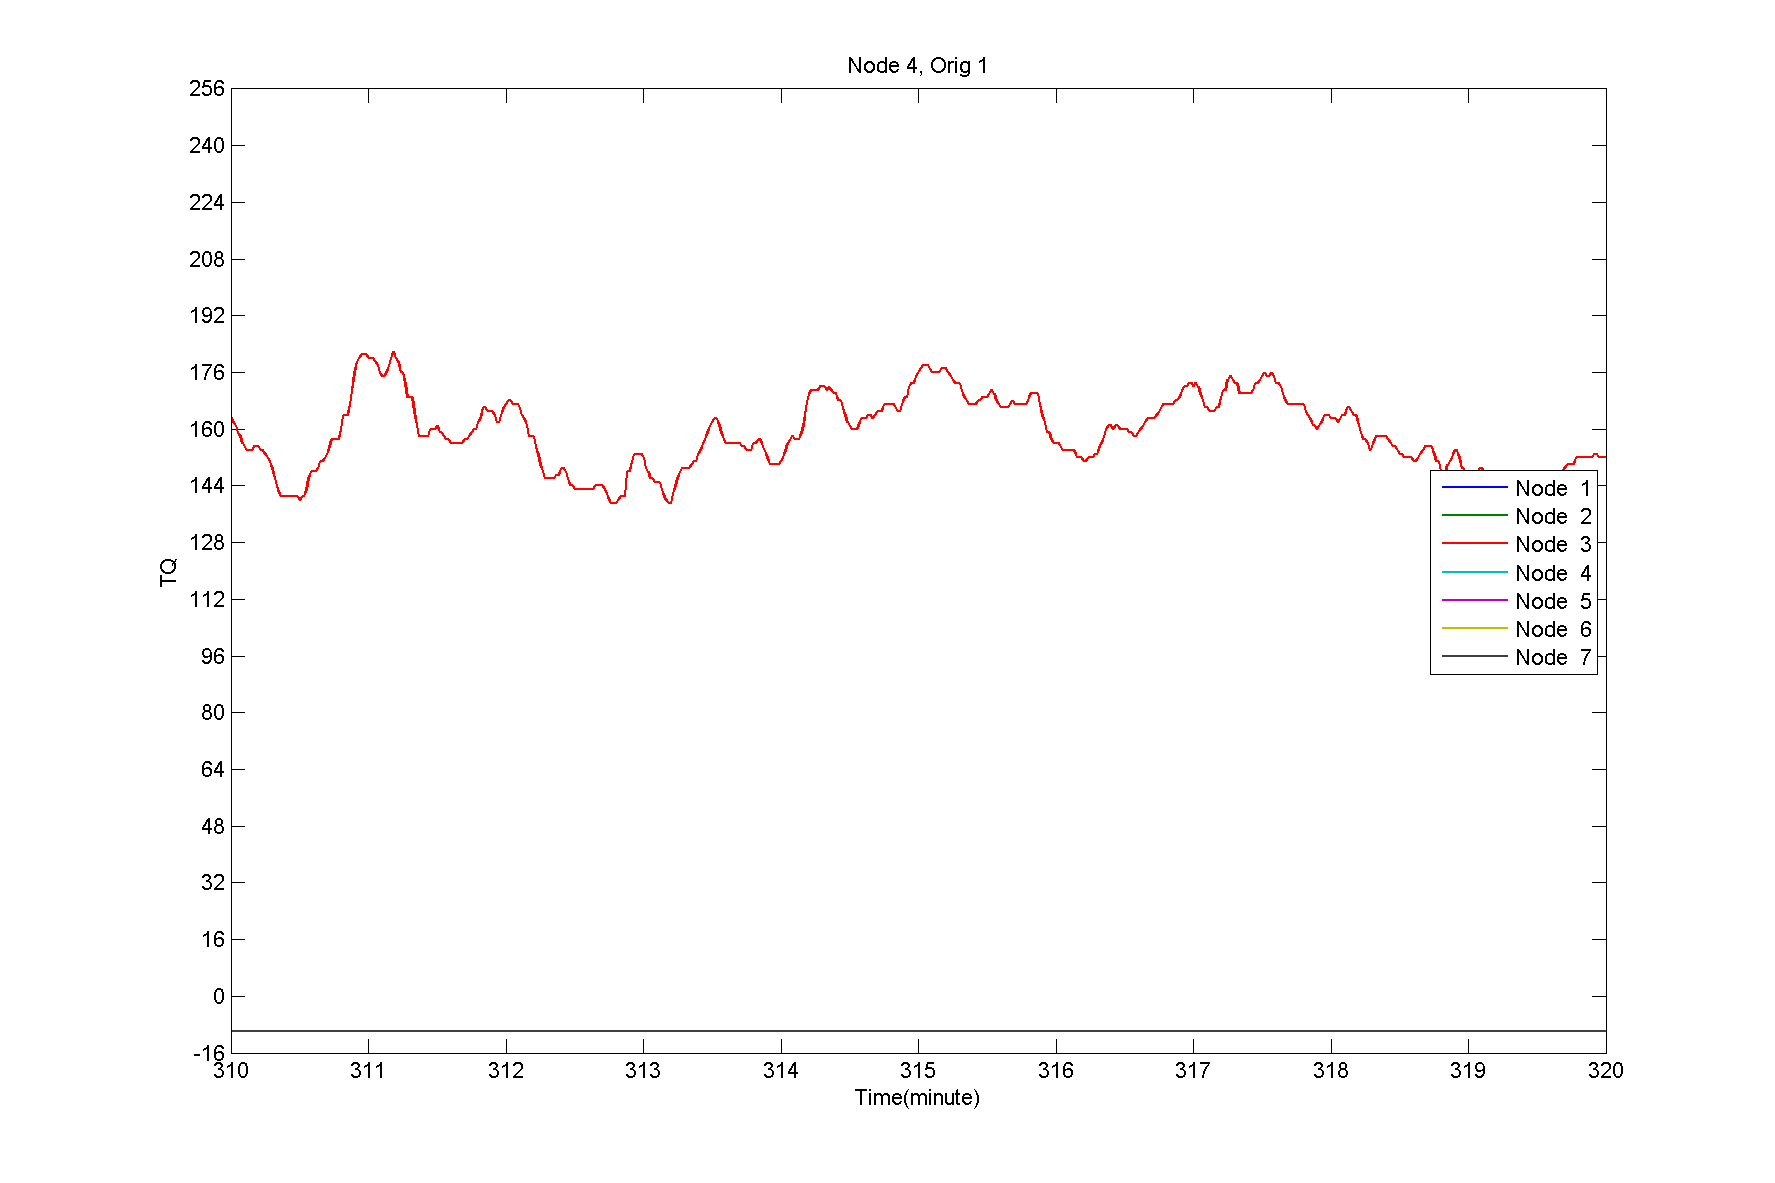 Node 4, Orig 1
256
240
224
208
192
176
160
144
128
112
96
80
64
48
32
16
0
-16
TQ
Node 1
Node 2
Node 3
Node 4
Node 5
Node 6
Node 7
310 311 312 313 314 315 316 317 318 319 320
Time(minute)